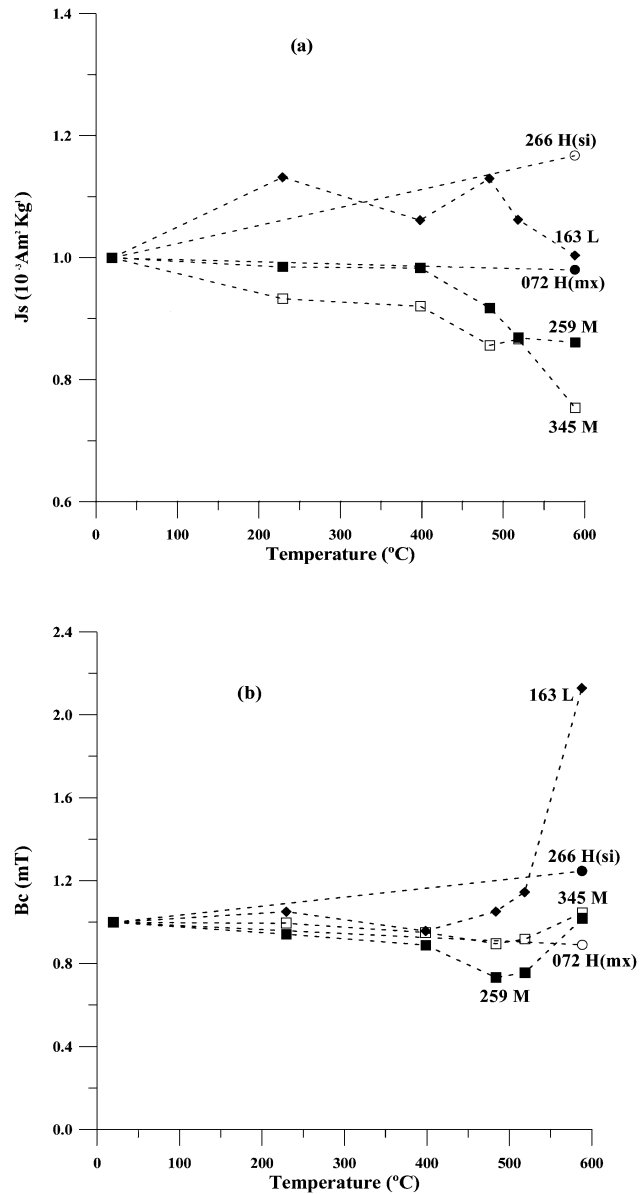 1.4
(a)
1.2
266 H(si)
163 L
1.0
072 H(mx)
259 M
0.8
345 M
0.6
Js (10⁻³Am² Kg¹)
0 100 200 300 400 500 600
Temperature (ºC)
2.4
(b)
163 L
2.0
1.6
266 H(si)
1.2
345 M
072 H(mx)
0.8
259 M
0.4
0.0
Bc (mT)
0 100 200 300 400 500 600
Temperature (ºC)